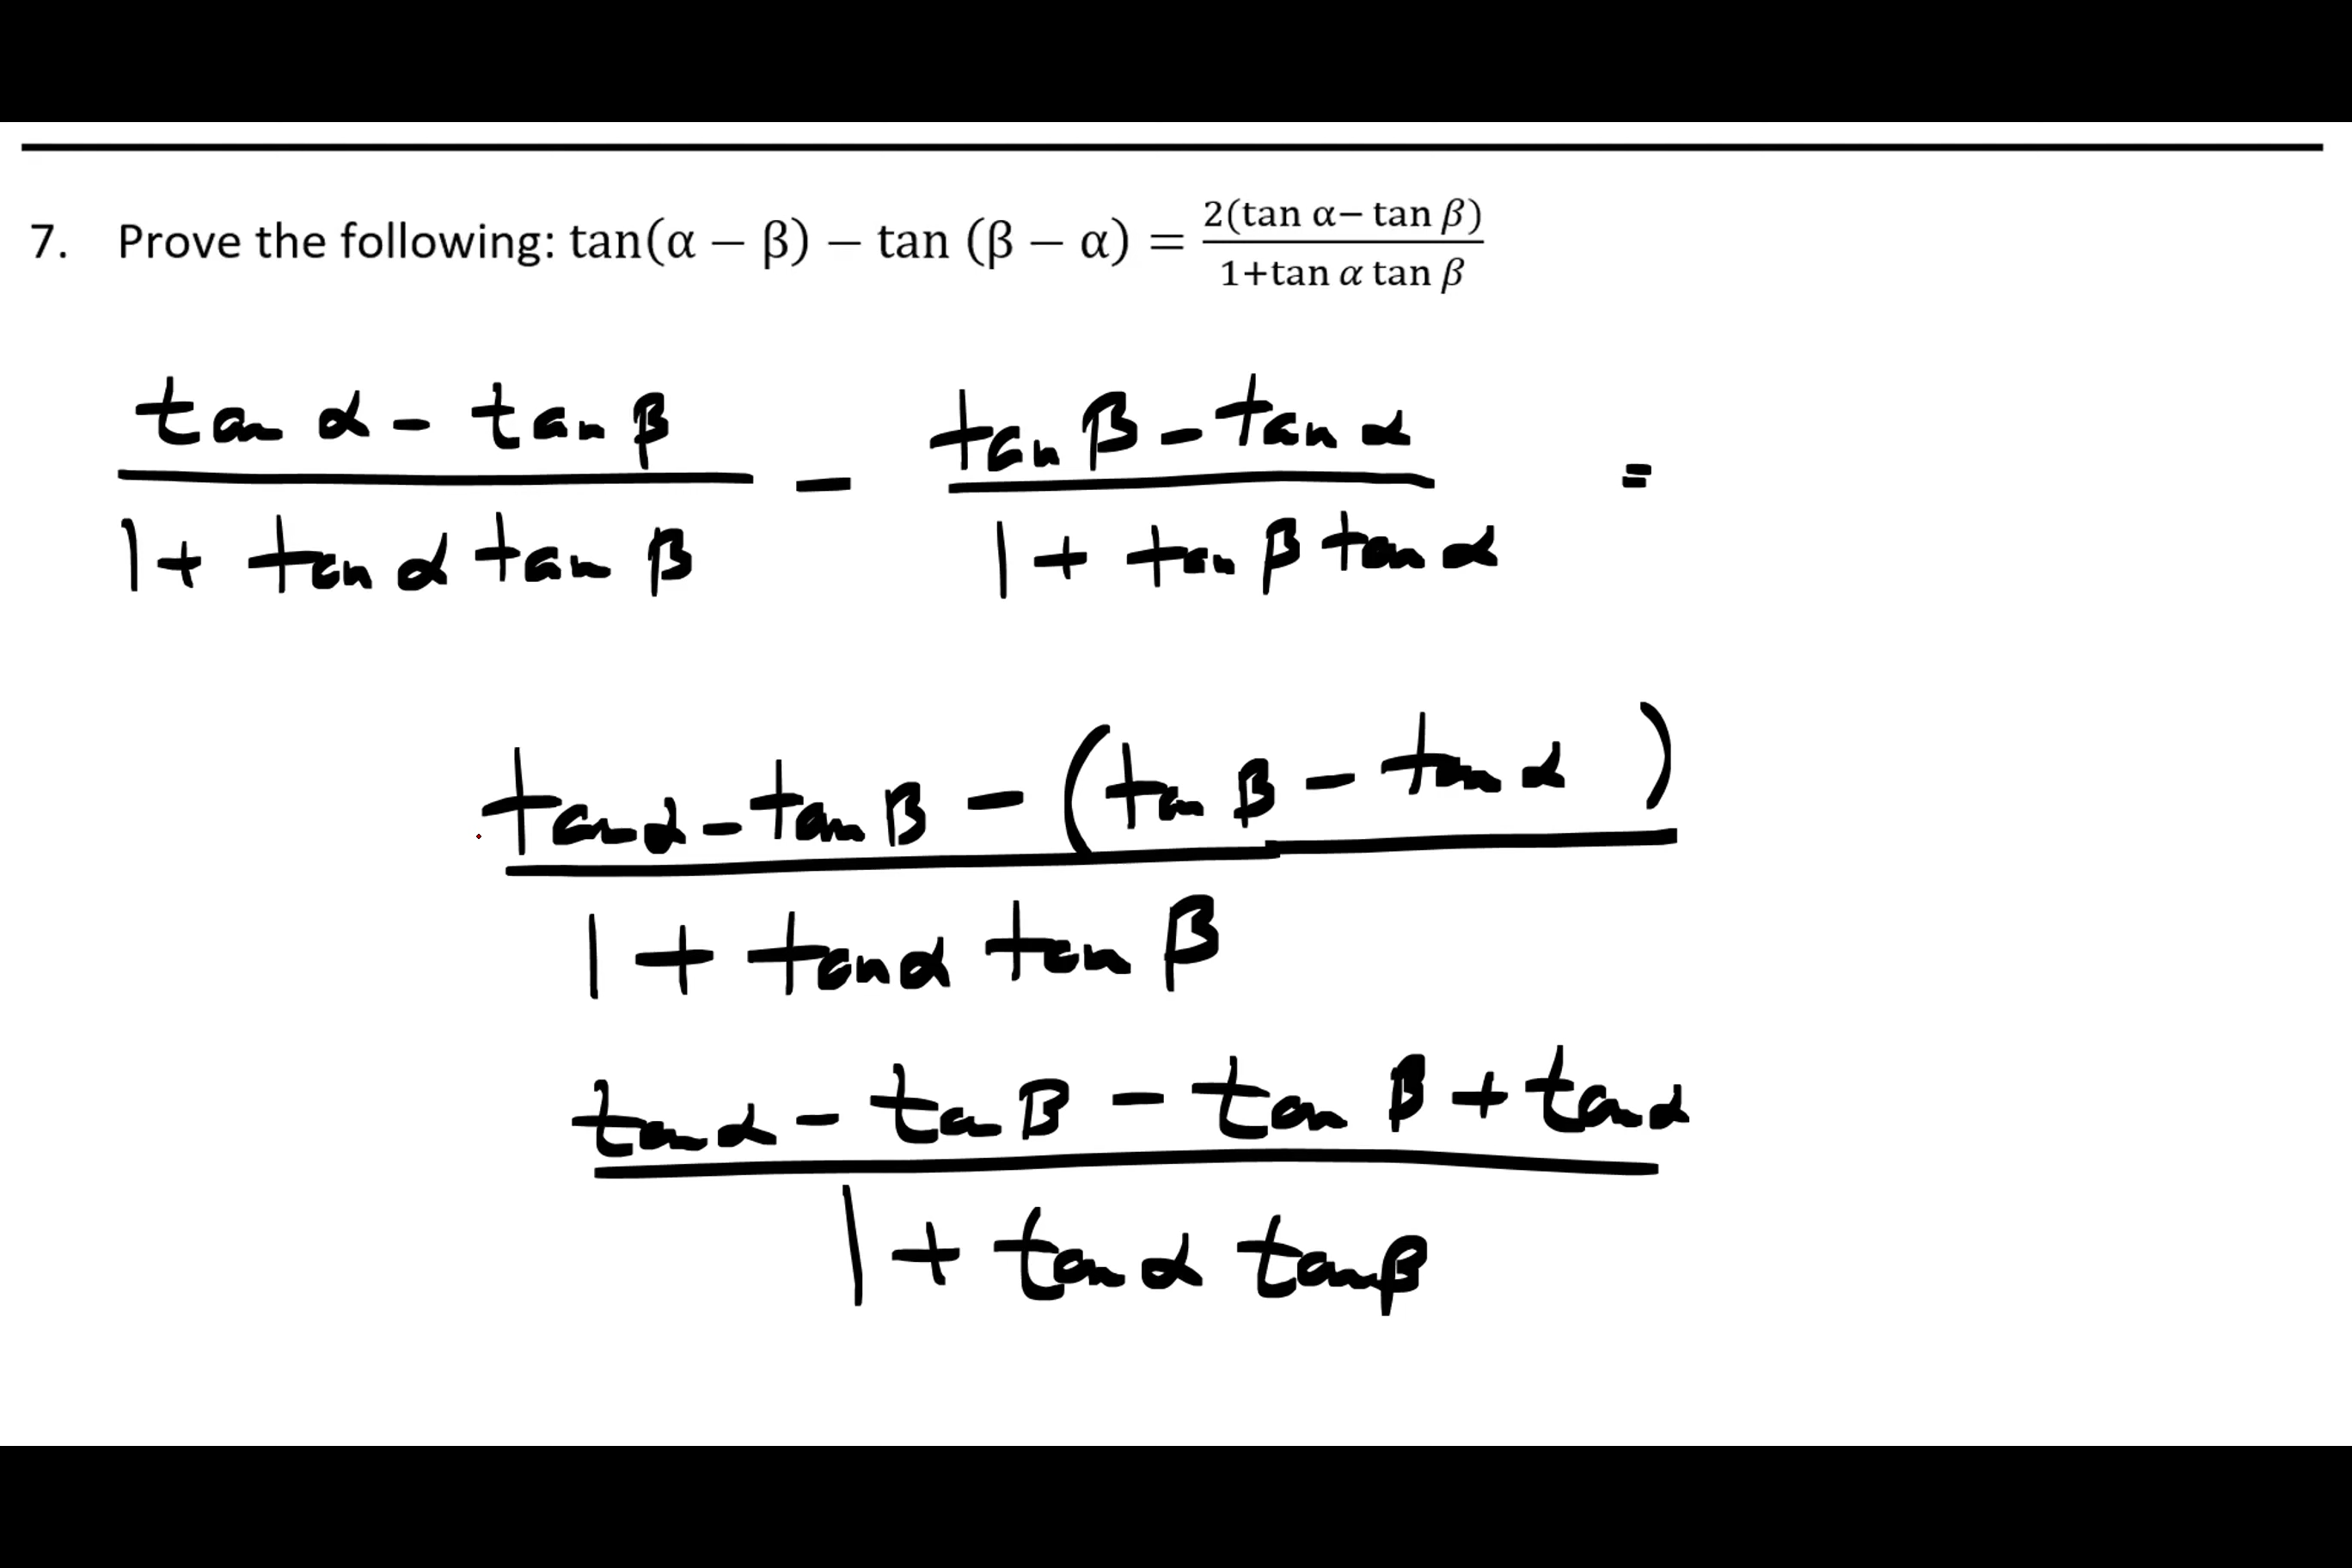 7. Prove the following: tan(α − β) − tan (β − α) = 2(tan α− tan β) / 1+tan α tan β
tan α - tan β / 1 + tan α tan β - tan β - tan α / 1 + tan β tan α =
tan α - tan β - (tan β - tan α)
1 + tan α tan β
tan α - tan β - tan β + tan α
1 + tan α tan β